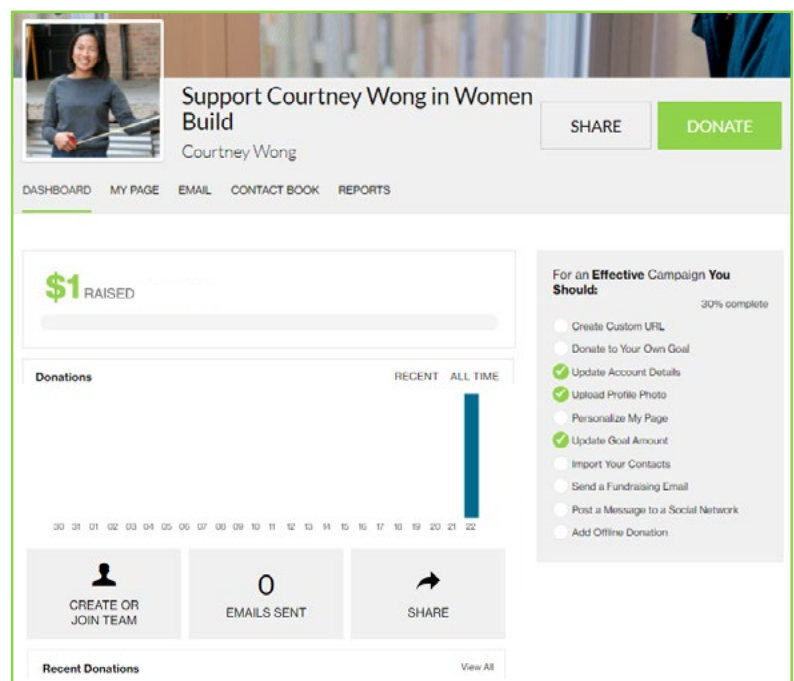 Support Courtney Wong in Women
Build
Courtney Wong
SHARE
DONATE
DASHBOARD MY PAGE EMAIL CONTACT BOOK REPORTS
$1 RAISED
Donations
RECENT ALL TIME
30 31 01 02 03 04 05 06 07 08 09 10 11 12 13 14 15 16 17 18 19 20 21 22
CREATE OR
JOIN TEAM
0
EMAILS SENT
SHARE
Recent Donations
View All
For an Effective Campaign You
Should:
30% complete
Create Custom URL
Donate to Your Own Goal
Update Account Details
Upload Profile Photo
Personalize My Page
Update Goal Amount
Import Your Contacts
Send a Fundraising Email
Post a Message to a Social Network
Add Offline Donation